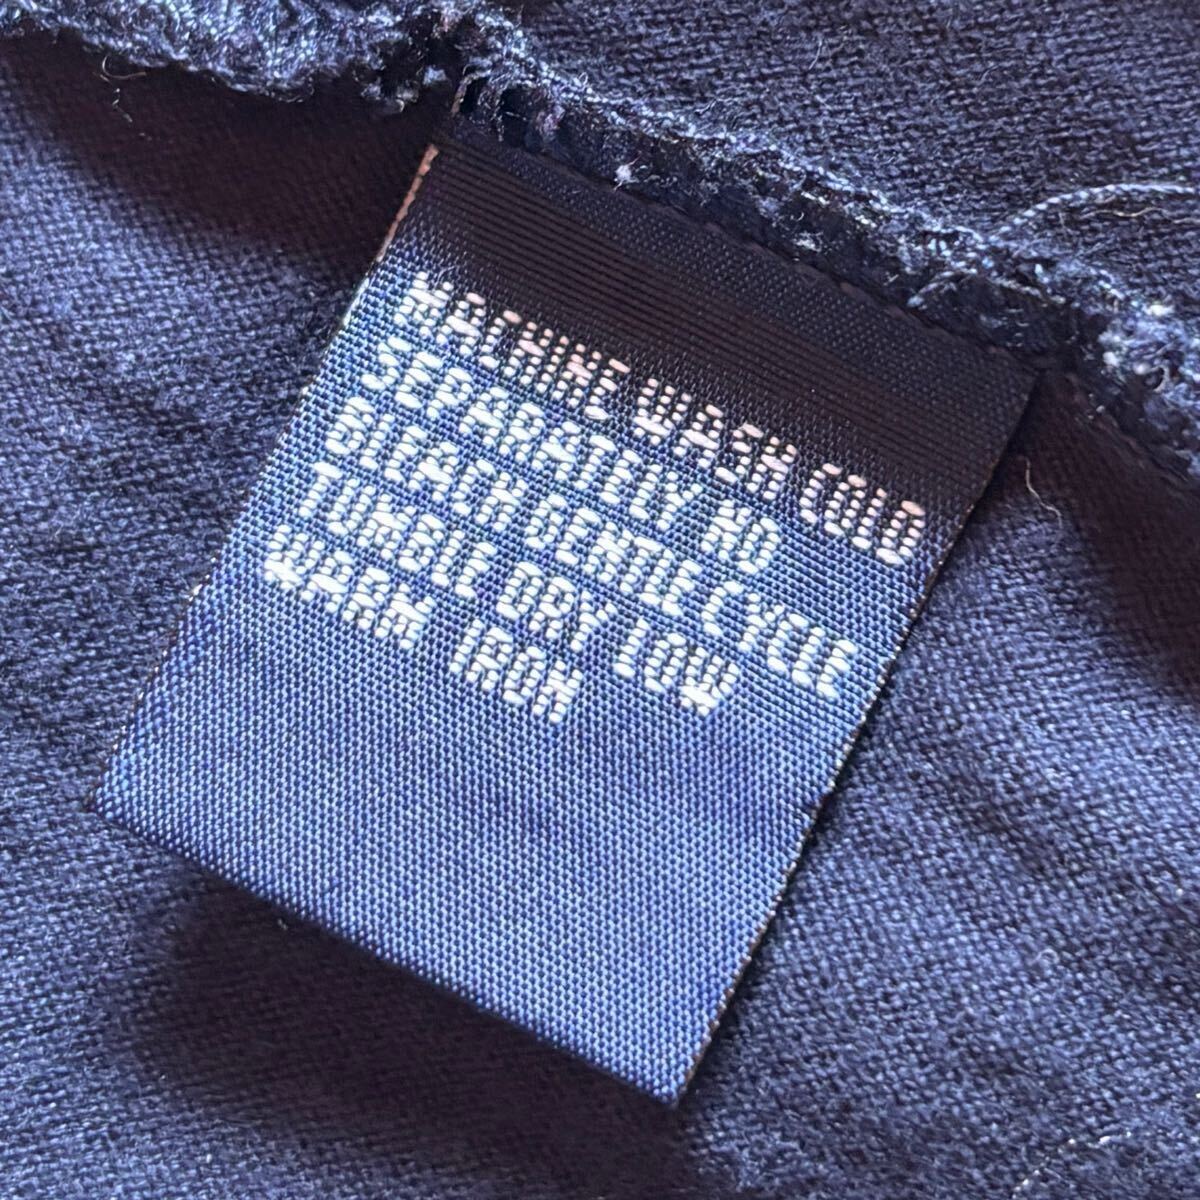 MACHINE WASH COLD
SEPARATELY NO
BLEACH GENTLE CYCLE
TUMBLE DRY LOW
WARM IRON